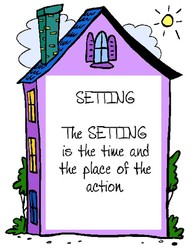 SETTING
The SETTING
is the time and
the place of the
action.